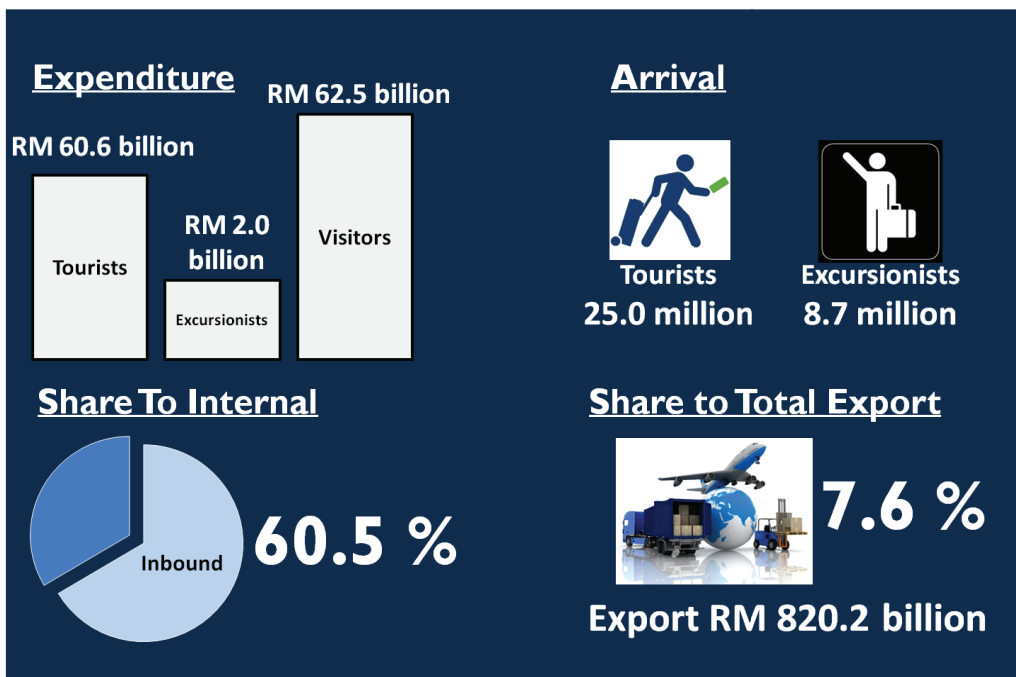 Expenditure
RM 62.5 billion
RM 60.6 billion
RM 2.0
billion
Visitors
Tourists
Excursionists
Arrival
Tourists
25.0 million
Excursionists
8.7 million
Share To Internal
60.5 %
Inbound
Share to Total Export
7.6 %
Export RM 820.2 billion